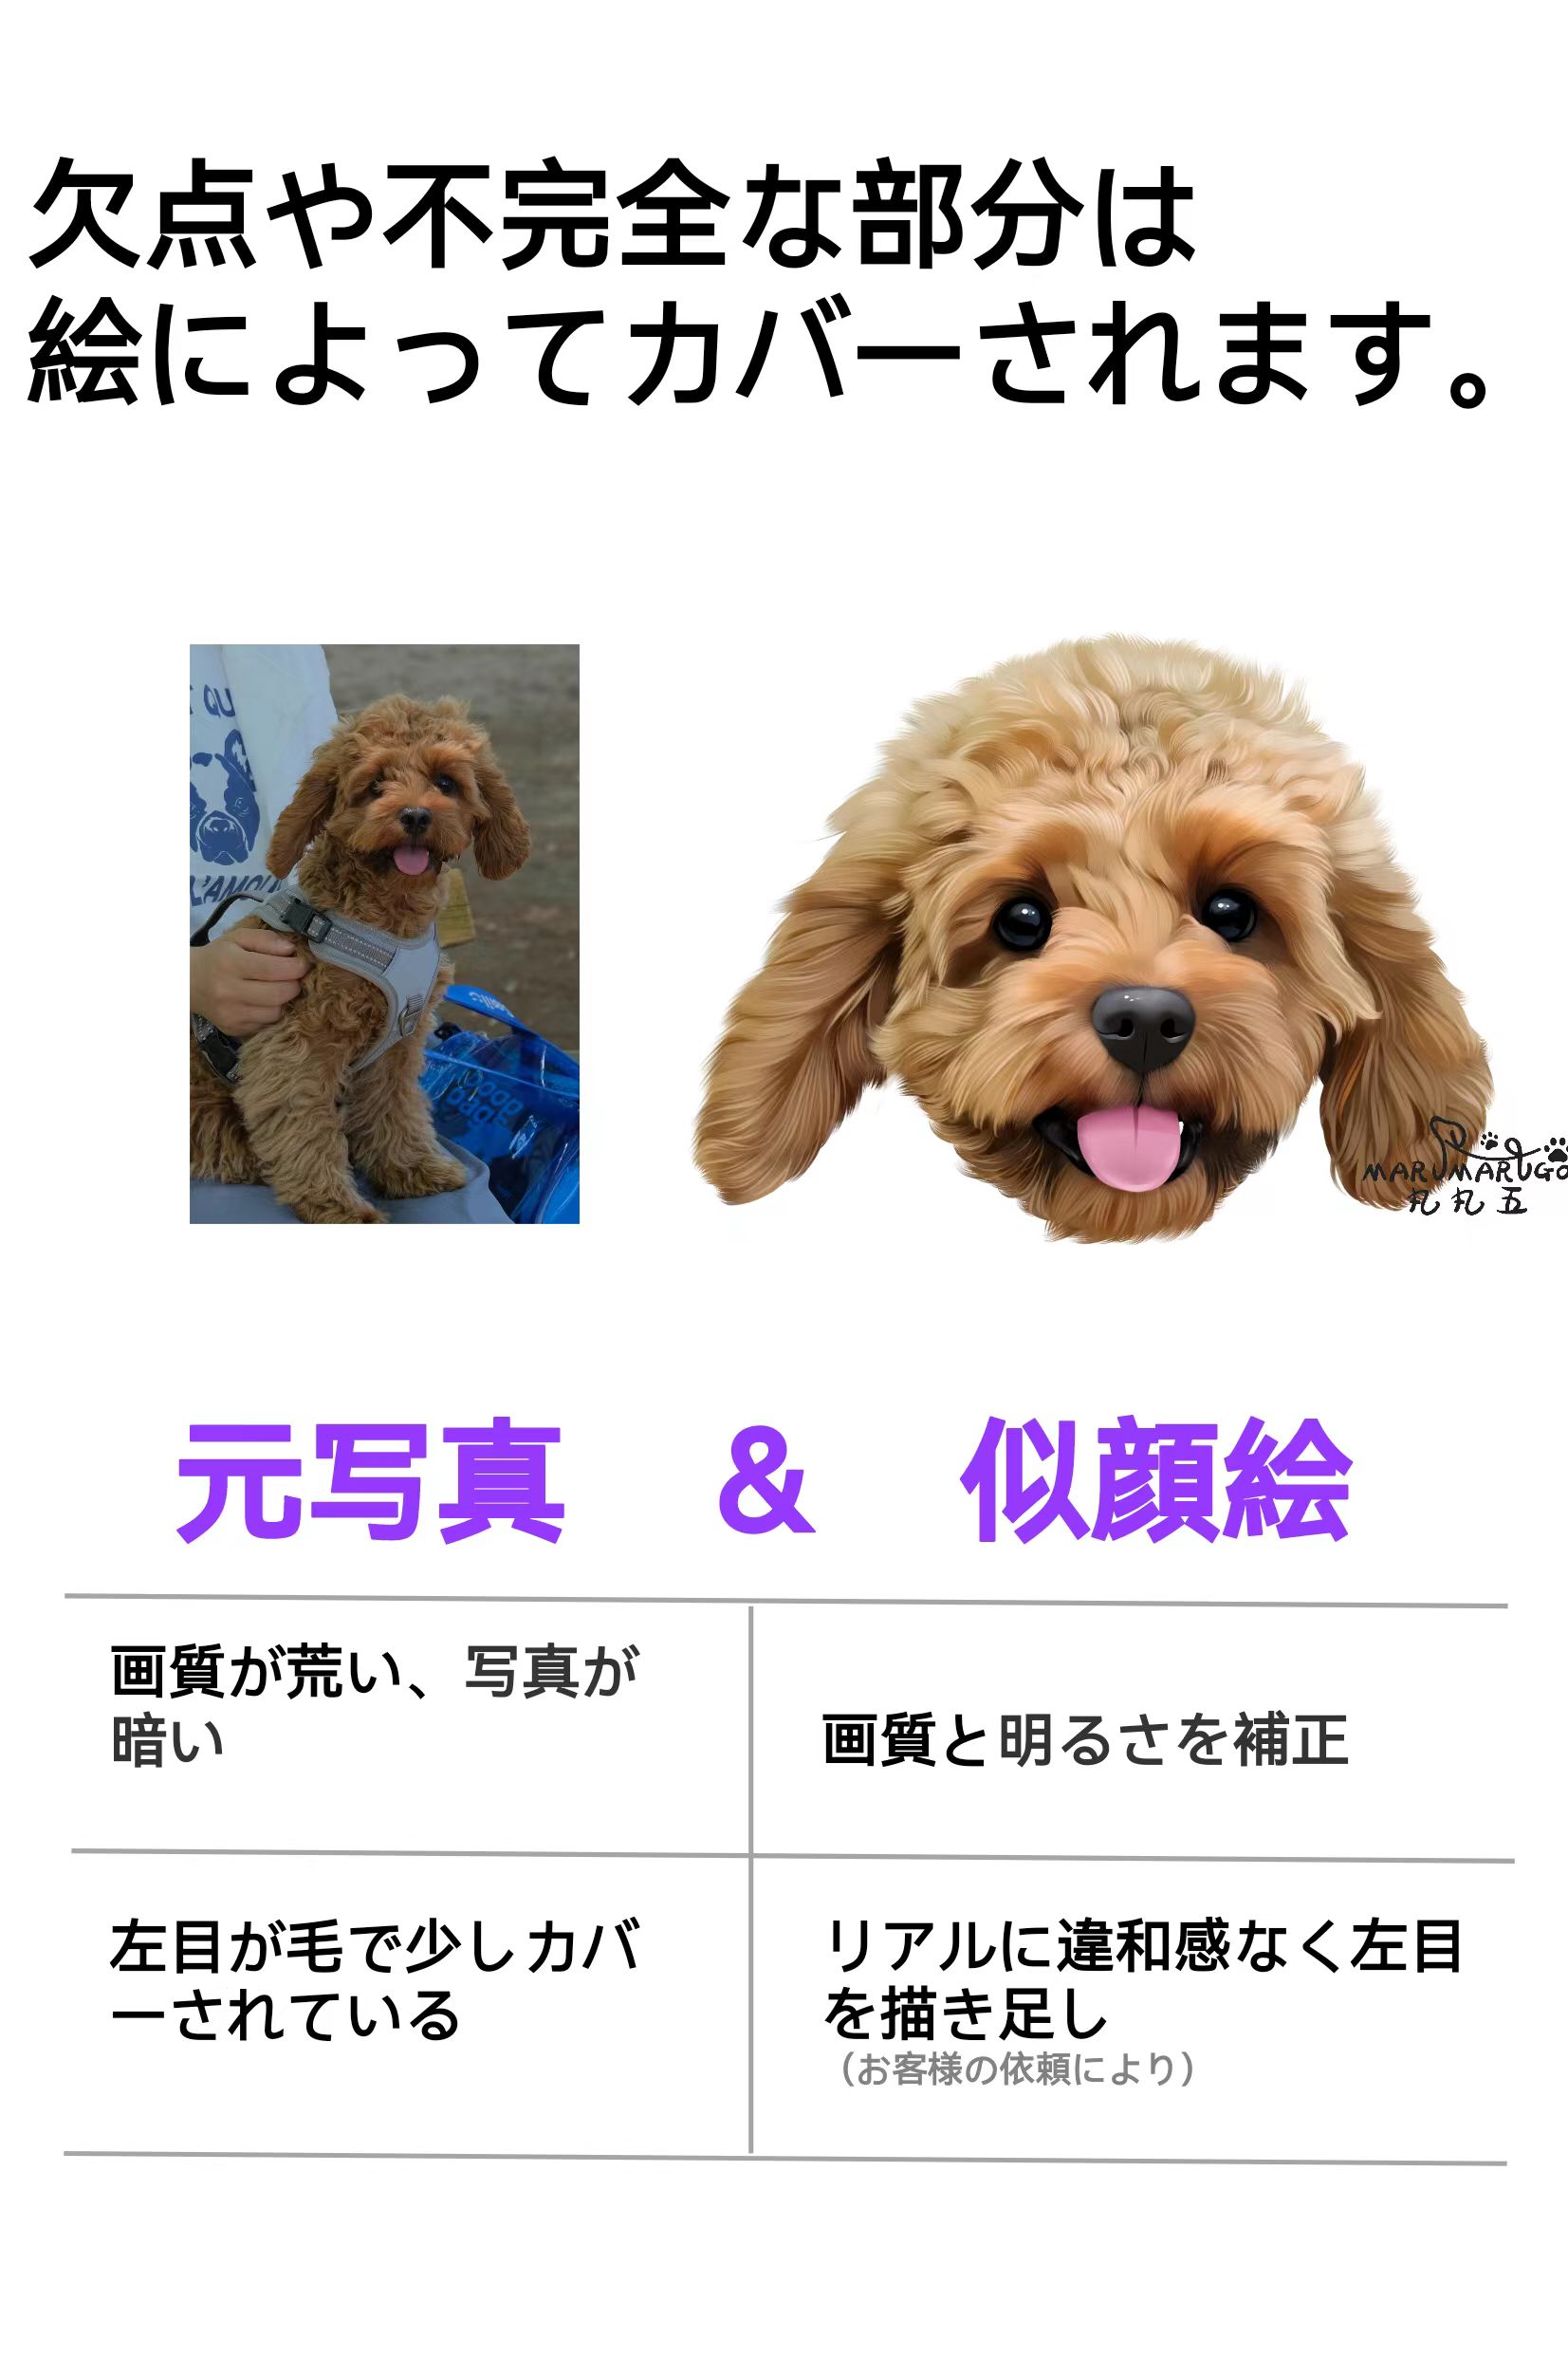 欠点や不完全な部分は
絵によってカバーされます。
QU
L'AMOU
MARUMARUGO
丸丸五
元写真 & 似顔絵
画質が荒い、写真が
暗い
画質と明るさを補正
左目が毛で少しカバ
ーされている
リアルに違和感なく左目
を描き足し
（お客様の依頼により）